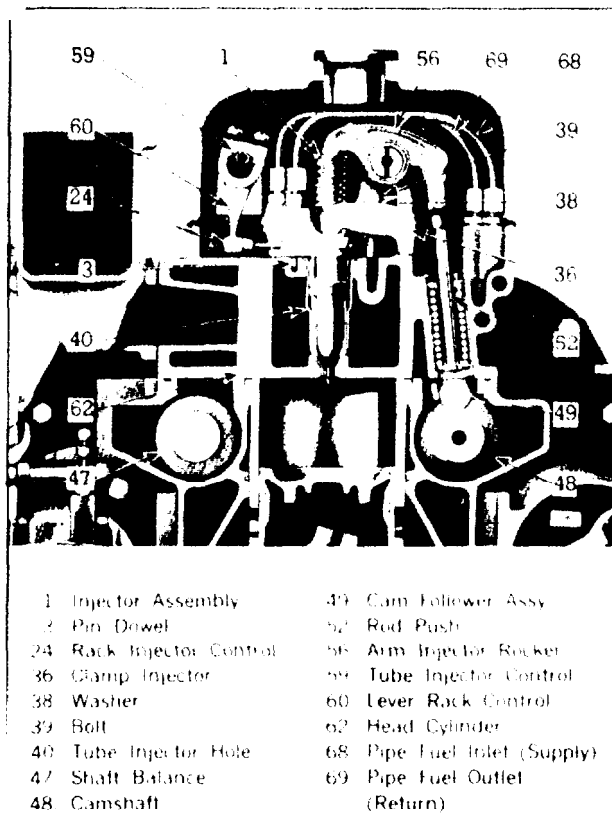 59 1 56 69 68
60 39
24 38
3 36
40 52
62 49
47 48
1 Injector Assembly
3 Pin Dowel
24 Rack Injector Control
36 Clamp Injector
38 Washer
39 Bolt
40 Tube Injector Hole
47 Shaft Balance
48 Camshaft
49 Cam Follower Assy
52 Rod Push
56 Arm Injector Rocker
59 Tube Injector Control
60 Lever Rack Control
62 Head Cylinder
68 Pipe Fuel Inlet (Supply)
69 Pipe Fuel Outlet
(Return)